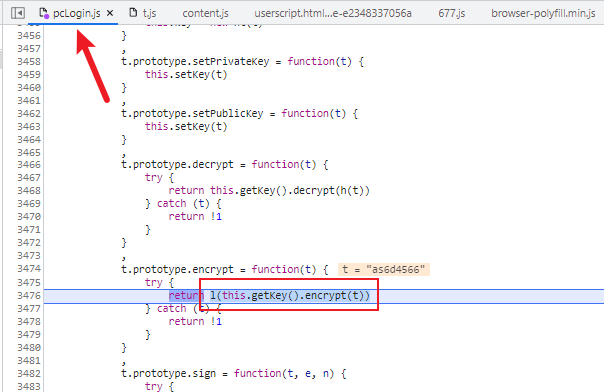 pcLogin.js × t.js content.js userscript.html...e-e2348337056a 677.js browser-polyfill.min.js
3456 }
3457 ,
3458 t.prototype.setPrivateKey = function(t) {
3459 this.setKey(t)
3460 }
3461 ,
3462 t.prototype.setPublicKey = function(t) {
3463 this.setKey(t)
3464 }
3465 ,
3466 t.prototype.decrypt = function(t) {
3467 try {
3468 return this.getKey().decrypt(h(t))
3469 } catch (t) {
3470 return !1
3471 }
3472 }
3473 ,
3474 t.prototype.encrypt = function(t) { t = "as6d4566"
3475 try {
3476 return l(this.getKey().encrypt(t))
3477 } catch (t) {
3478 return !1
3479 }
3480 }
3481 ,
3482 t.prototype.sign = function(t, e, n) {
3483 try {